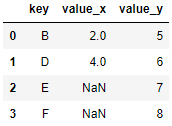 key value_x value_y
0 B 2.0 5
1 D 4.0 6
2 E NaN 7
3 F NaN 8